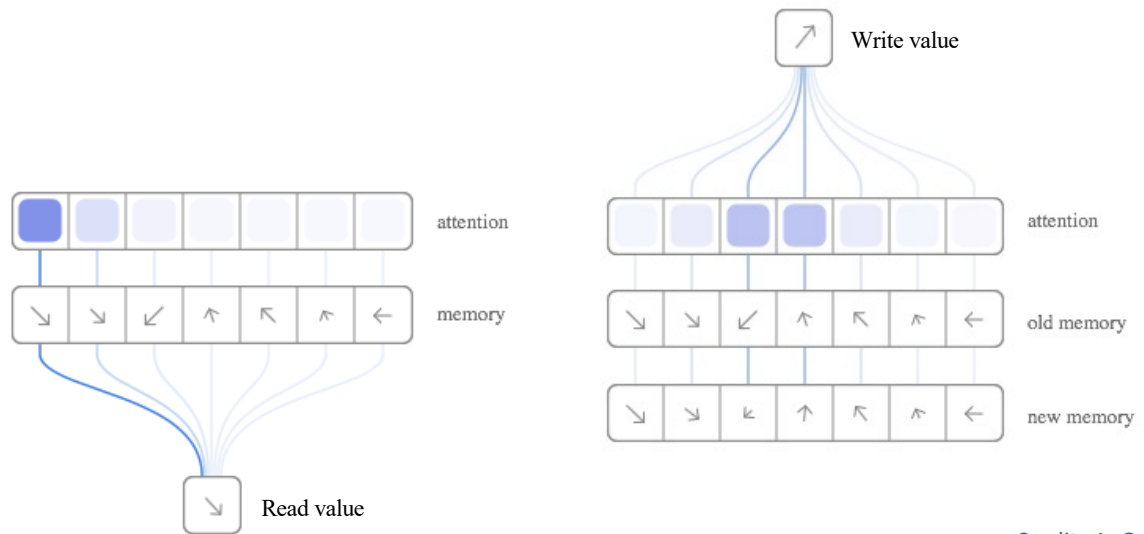 Write value
attention
memory
Read value
attention
old memory
new memory